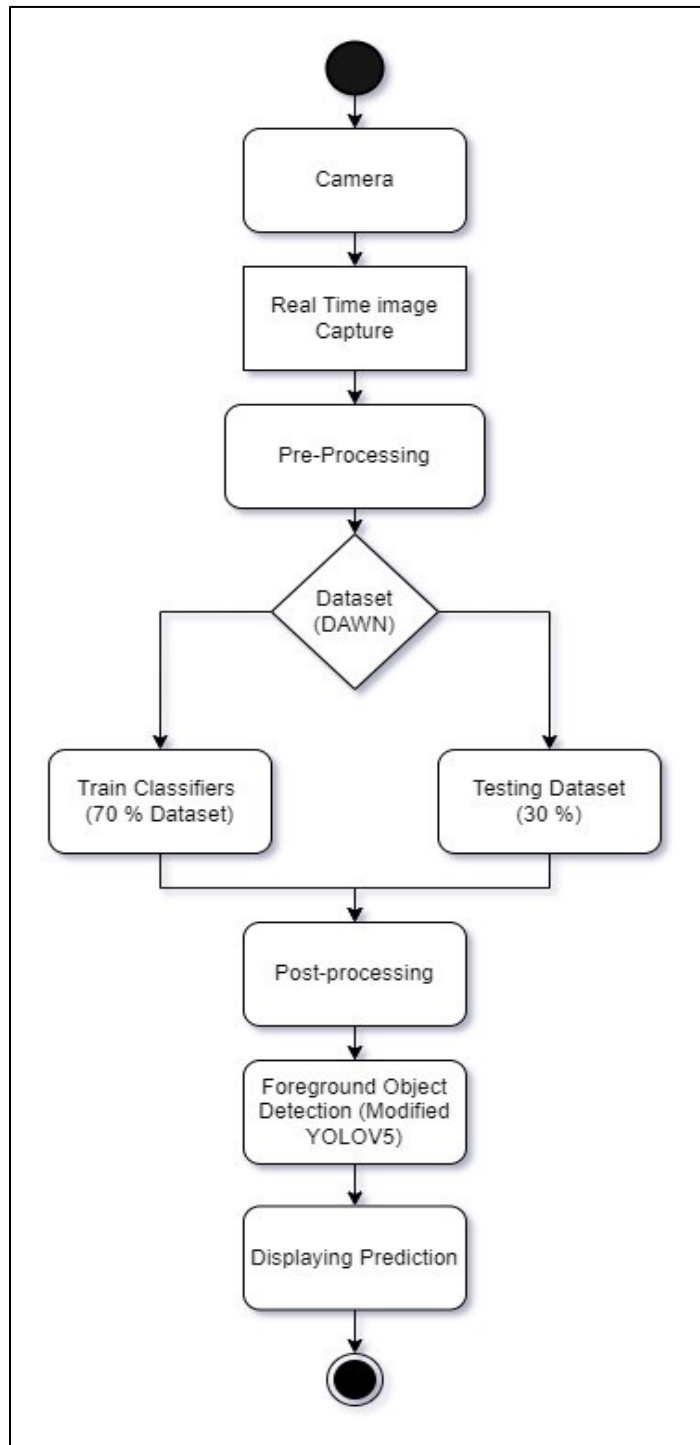 Camera
Real Time image
Capture
Pre-Processing
Dataset
(DAWN)
Train Classifiers
(70 % Dataset)
Testing Dataset
(30 %)
Post-processing
Foreground Object
Detection (Modified
YOLOV5)
Displaying Prediction